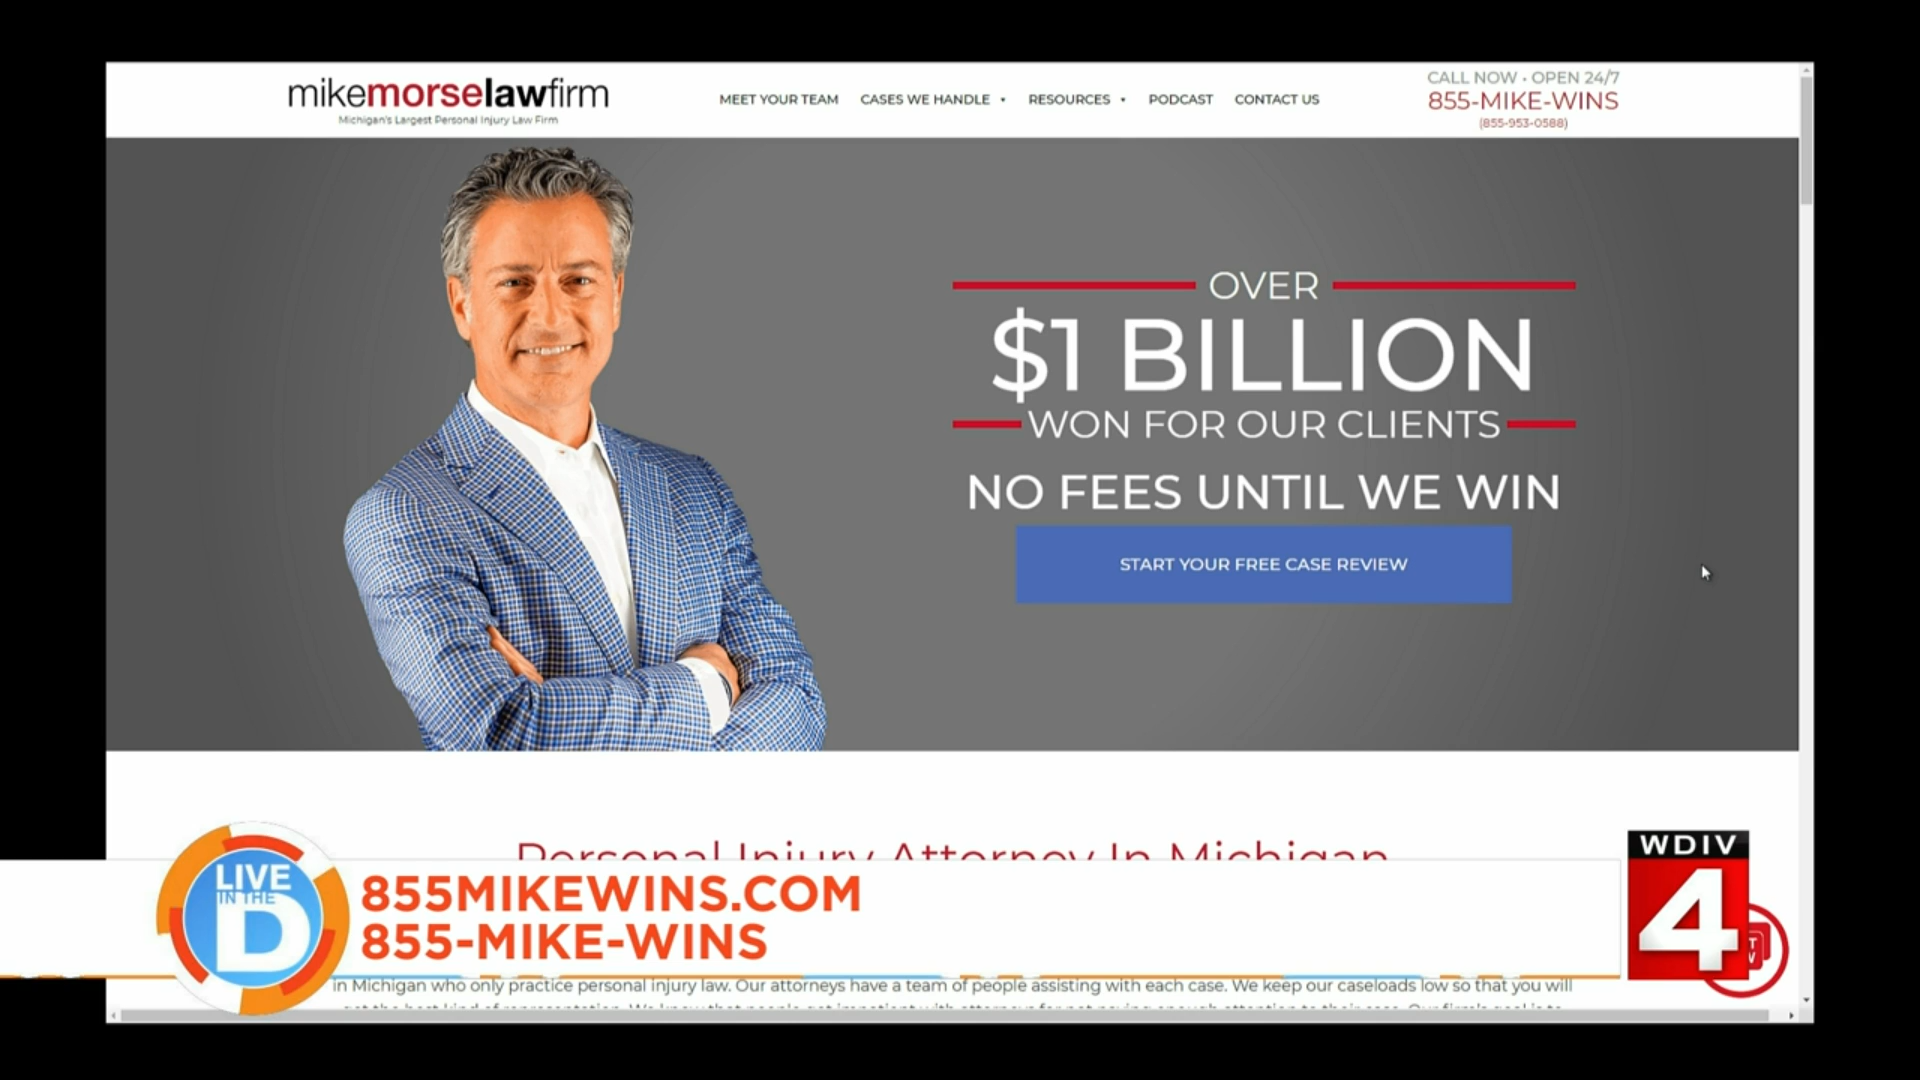 mikemorselawfirm
Michigan's Largest Personal Injury Law Firm
MEET YOUR TEAM CASES WE HANDLE RESOURCES PODCAST CONTACT US
CALL NOW • OPEN 24/7
855-MIKE-WINS
(855-953-0588)
OVER
$1 BILLION
WON FOR OUR CLIENTS
NO FEES UNTIL WE WIN
START YOUR FREE CASE REVIEW
Personal Injury Attorney In Michigan
LIVE
IN THE
D
855MIKEWINS.COM
855-MIKE-WINS
WDIV
4
in Michigan who only practice personal injury law. Our attorneys have a team of people assisting with each case. We keep our caseloads low so that you will